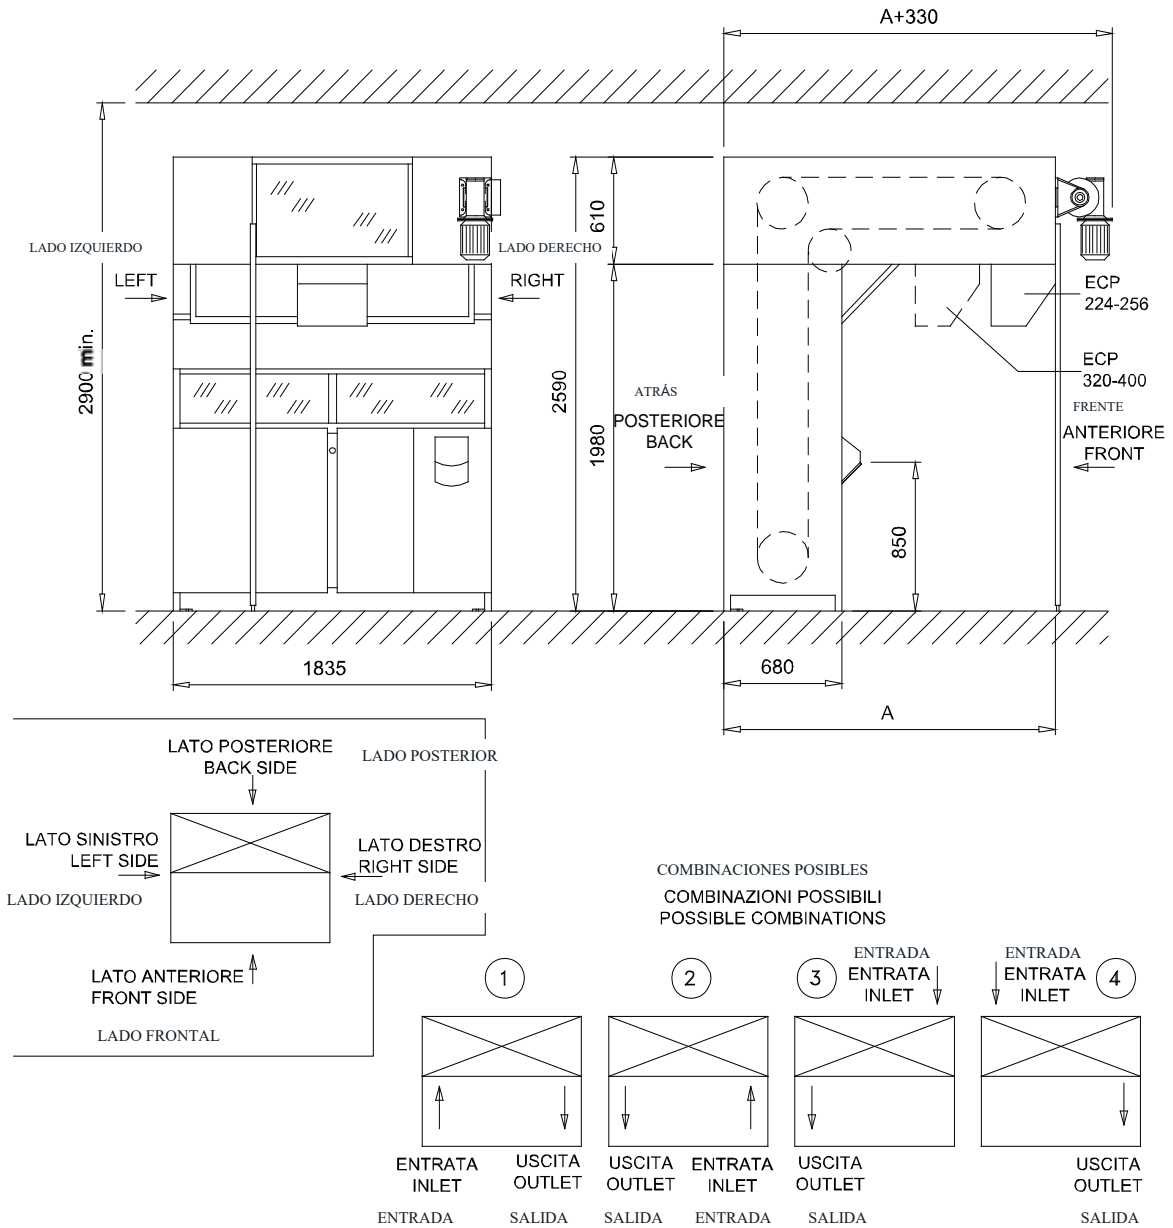 A+330
610
LADO IZQUIERDO
LEFT
LADO DERECHO
RIGHT
ECP
224-256
ECP
320-400
2900 min.
2590
1980
ATRÁS
POSTERIORE
BACK
FRENTE
ANTERIORE
FRONT
850
1835
680
A
LATO POSTERIORE
BACK SIDE
LADO POSTERIOR
LATO SINISTRO
LEFT SIDE
LADO IZQUIERDO
LATO DESTRO
RIGHT SIDE
LADO DERECHO
LATO ANTERIORE
FRONT SIDE
LADO FRONTAL
COMBINACIONES POSIBLES
COMBINAZIONI POSSIBILI
POSSIBLE COMBINATIONS
1
2
3
ENTRADA
ENTRATA
INLET
ENTRADA
ENTRATA
INLET
4
ENTRATA
INLET
ENTRADA
USCITA
OUTLET
SALIDA
USCITA
OUTLET
SALIDA
ENTRATA
INLET
ENTRADA
USCITA
OUTLET
SALIDA
USCITA
OUTLET
SALIDA